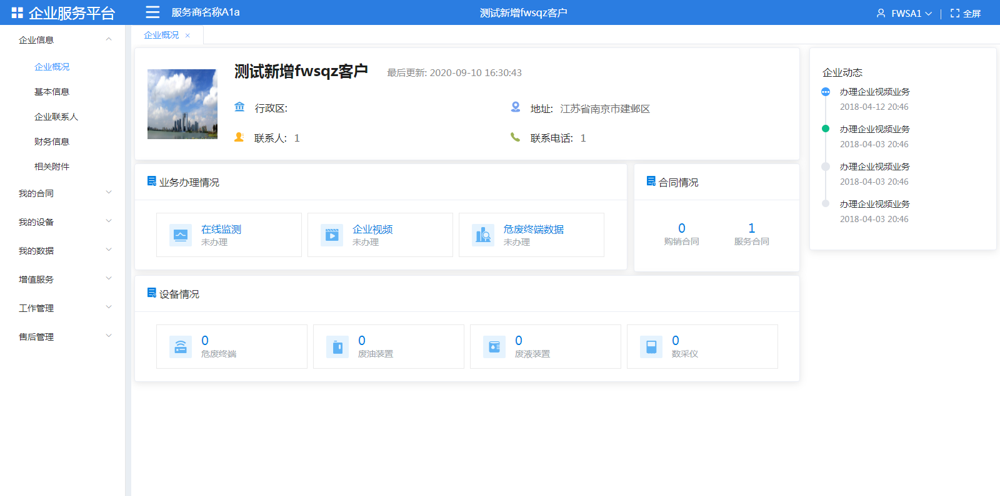 企业服务平台
服务商名称A1a
测试新增fwsqz客户
FWSA1
全屏
企业信息
企业概况
基本信息
企业联系人
财务信息
相关附件
我的合同
我的设备
我的数据
增值服务
工作管理
售后管理
企业概况 ×
测试新增fwsqz客户
最后更新: 2020-09-10 16:30:43
行政区:
地址: 江苏省南京市建邺区
联系人: 1
联系电话: 1
业务办理情况
在线监测
未办理
企业视频
未办理
危废终端数据
未办理
合同情况
0
购销合同
1
服务合同
设备情况
0
危废终端
0
废油装置
0
废液装置
0
数采仪
企业动态
办理企业视频业务
2018-04-12 20:46
办理企业视频业务
2018-04-03 20:46
办理企业视频业务
2018-04-03 20:46
办理企业视频业务
2018-04-03 20:46